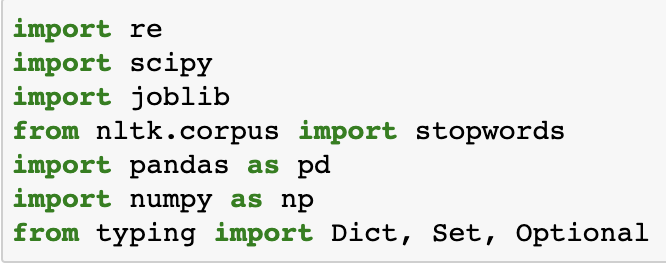 import re
import scipy
import joblib
from nltk.corpus import stopwords
import pandas as pd
import numpy as np
from typing import Dict, Set, Optional